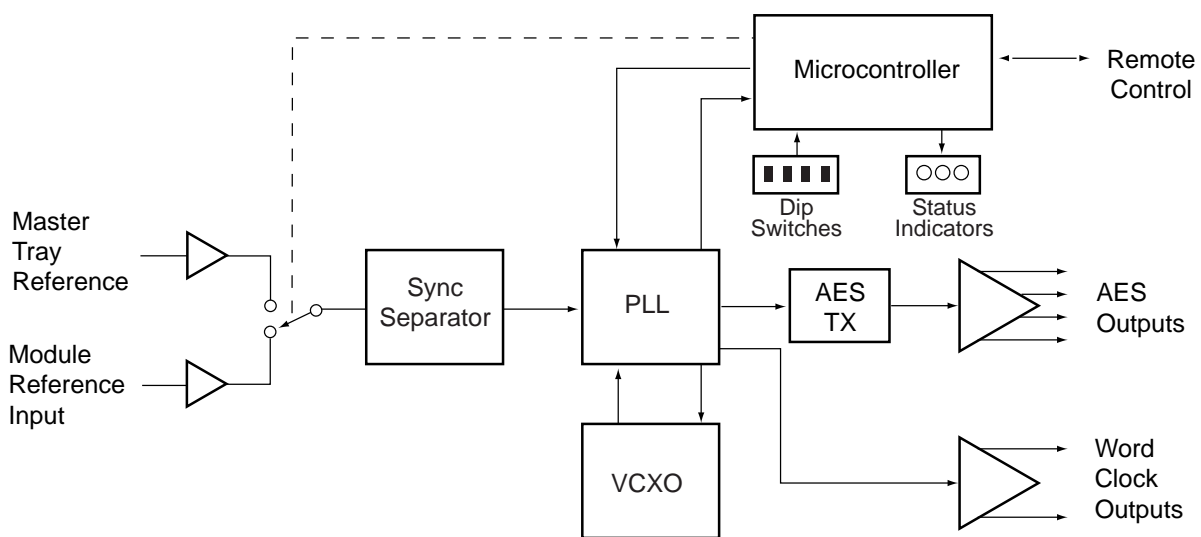 Microcontroller
Remote
Control
Dip
Switches
Status
Indicators
Master
Tray
Reference
Sync
Separator
PLL
AES
TX
AES
Outputs
Module
Reference
Input
VCXO
Word
Clock
Outputs